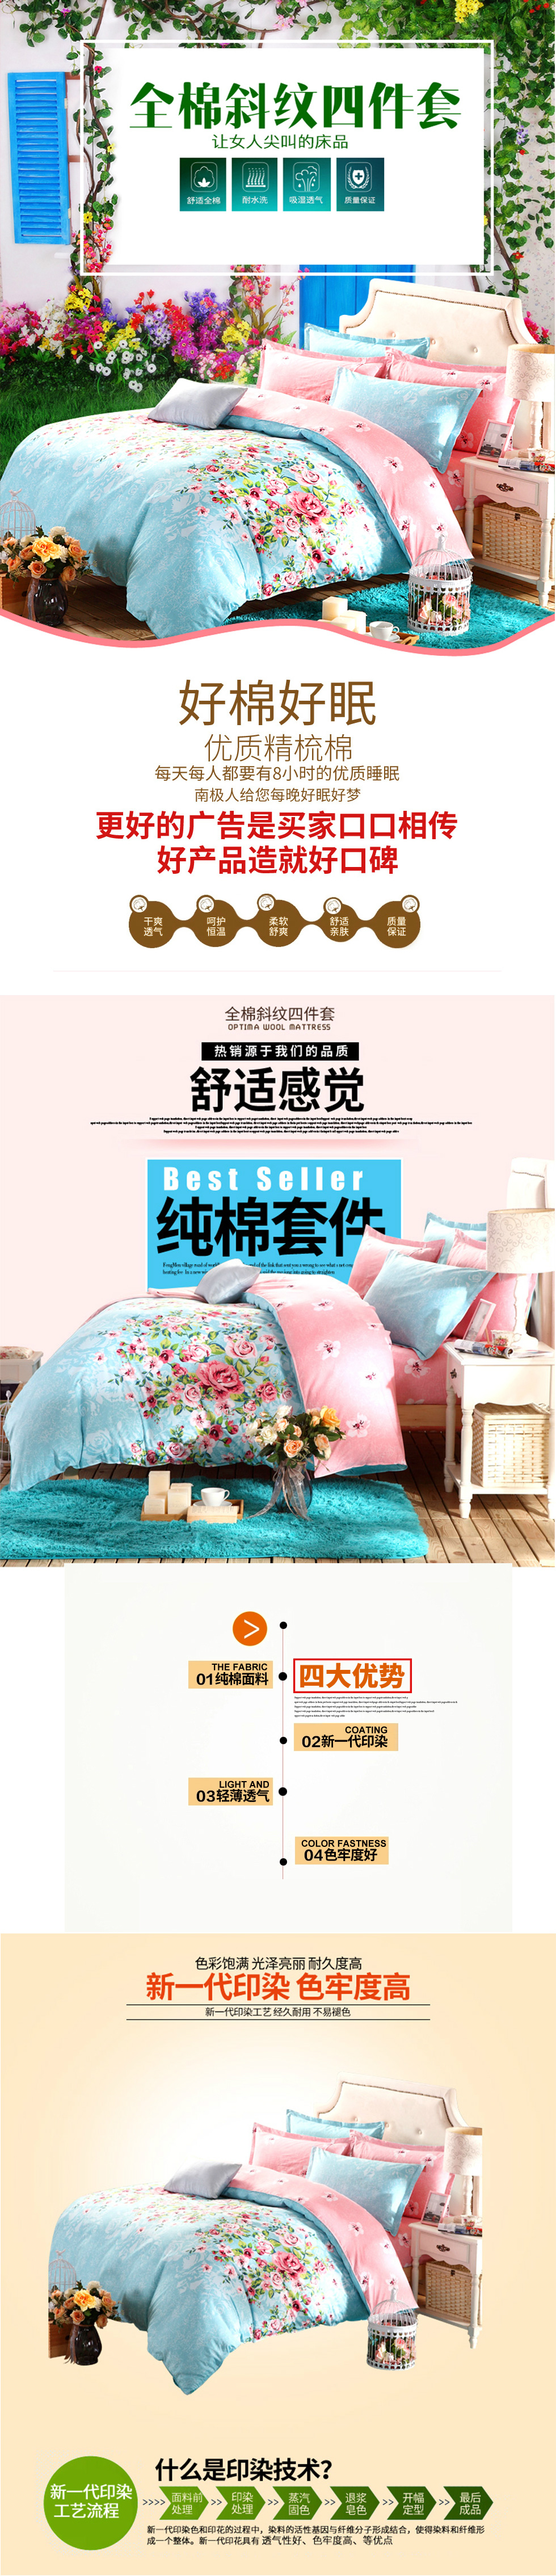 全棉斜纹四件套
让女人尖叫的床品
舒适全棉 耐水洗 吸湿透气 质量保证
好棉好眠
优质精梳棉
每天每人都要有8小时的优质睡眠
南极人给您每晚好眠好梦
更好的广告是买家口口相传
好产品造就好口碑
干爽 呵护 柔软 舒适 质量
透气 恒温 舒爽 亲肤 保证
全棉斜纹四件套
OPTIMA WOOL MATTRESS
热销源于我们的品质
舒适感觉
Best Seller
纯棉套件
THE FABRIC
01纯棉面料
四大优势
COATING
02新一代印染
LIGHT AND
03轻薄透气
COLOR FASTNESS
04色牢度好
色彩饱满 光泽亮丽 耐久度高
新一代印染 色牢度高
新一代印染工艺 经久耐用 不易褪色
什么是印染技术?
新一代印染
工艺流程
>>>> 面料前 >> 印染 >> 蒸汽 >> 退浆 >> 开幅 >> 最后
处理 处理 固色 皂色 定型 成品
新一代印染色和印花的过程中，染料的活性基因与纤维分子形成结合，使得染料和纤维形
成一个整体。新一代印花具有 透气性好、色牢度高、等优点